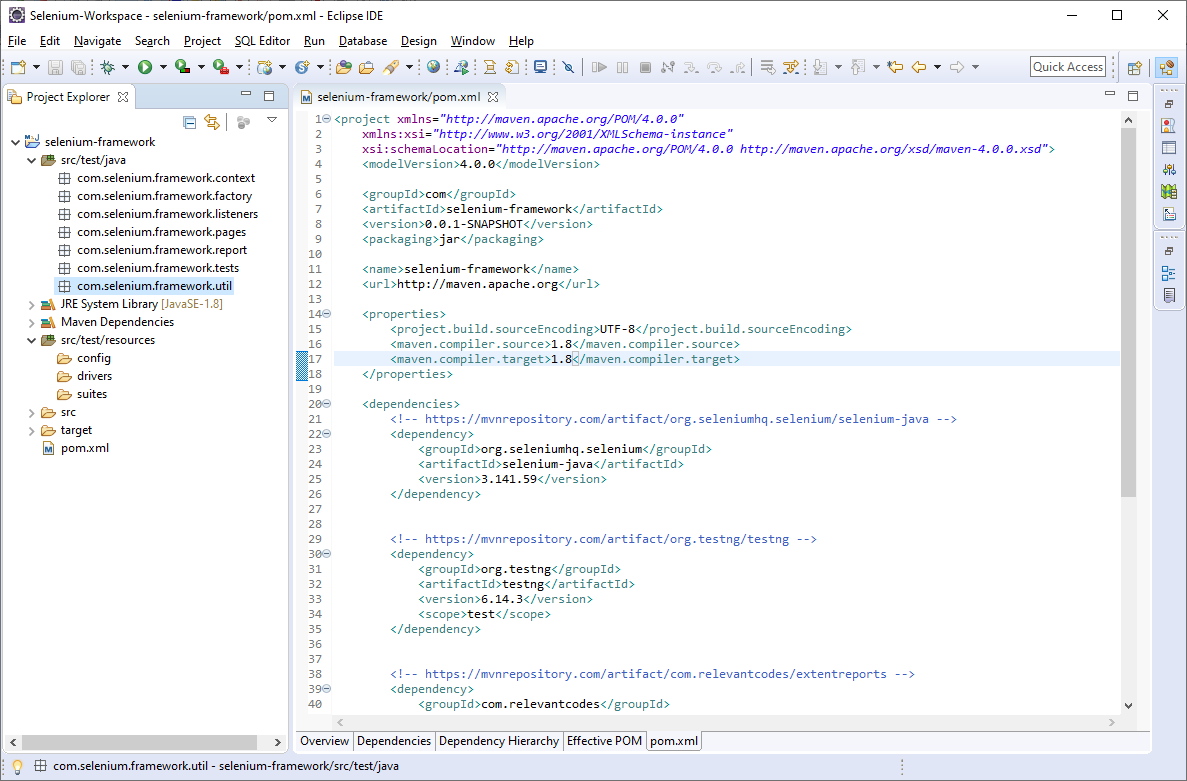 Selenium-Workspace - selenium-framework/pom.xml - Eclipse IDE
File Edit Navigate Search Project SQL Editor Run Database Design Window Help
Quick Access
Project Explorer
selenium-framework
src/test/java
com.selenium.framework.context
com.selenium.framework.factory
com.selenium.framework.listeners
com.selenium.framework.pages
com.selenium.framework.report
com.selenium.framework.tests
com.selenium.framework.util
JRE System Library [JavaSE-1.8]
Maven Dependencies
src/test/resources
config
drivers
suites
src
target
pom.xml
selenium-framework/pom.xml
1 <project xmlns="http://maven.apache.org/POM/4.0.0"
2     xmlns:xsi="http://www.w3.org/2001/XMLSchema-instance"
3     xsi:schemaLocation="http://maven.apache.org/POM/4.0.0 http://maven.apache.org/xsd/maven-4.0.0.xsd">
4     <modelVersion>4.0.0</modelVersion>
5
6     <groupId>com</groupId>
7     <artifactId>selenium-framework</artifactId>
8     <version>0.0.1-SNAPSHOT</version>
9     <packaging>jar</packaging>
10
11     <name>selenium-framework</name>
12     <url>http://maven.apache.org</url>
13
14     <properties>
15         <project.build.sourceEncoding>UTF-8</project.build.sourceEncoding>
16         <maven.compiler.source>1.8</maven.compiler.source>
17         <maven.compiler.target>1.8</maven.compiler.target>
18     </properties>
19
20     <dependencies>
21         <!-- https://mvnrepository.com/artifact/org.seleniumhq.selenium/selenium-java -->
22         <dependency>
23             <groupId>org.seleniumhq.selenium</groupId>
24             <artifactId>selenium-java</artifactId>
25             <version>3.141.59</version>
26         </dependency>
27
28
29         <!-- https://mvnrepository.com/artifact/org.testng/testng -->
30         <dependency>
31             <groupId>org.testng</groupId>
32             <artifactId>testng</artifactId>
33             <version>6.14.3</version>
34             <scope>test</scope>
35         </dependency>
36
37
38         <!-- https://mvnrepository.com/artifact/com.relevantcodes/extentreports -->
39         <dependency>
40             <groupId>com.relevantcodes</groupId>
Overview Dependencies Dependency Hierarchy Effective POM pom.xml
com.selenium.framework.util - selenium-framework/src/test/java